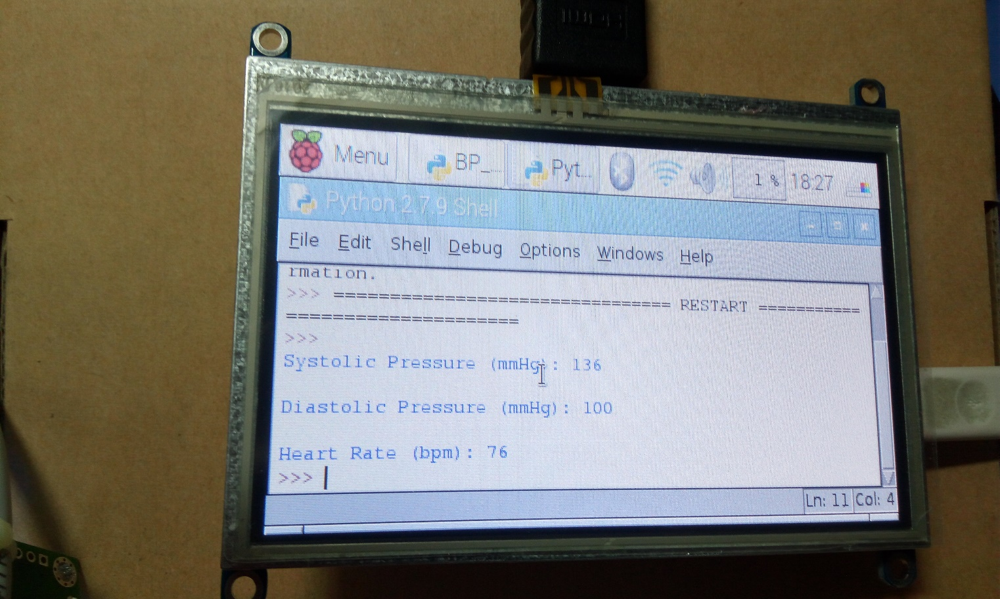 Menu
BP_...
Pyt...
1 %
18:27
Python 2.7.9 Shell
File Edit Shell Debug Options Windows Help
rmation.
>>> ================================ RESTART ==========
======================
>>>
Systolic Pressure (mmHg): 136
Diastolic Pressure (mmHg): 100
Heart Rate (bpm): 76
>>>
Ln: 11 Col: 4